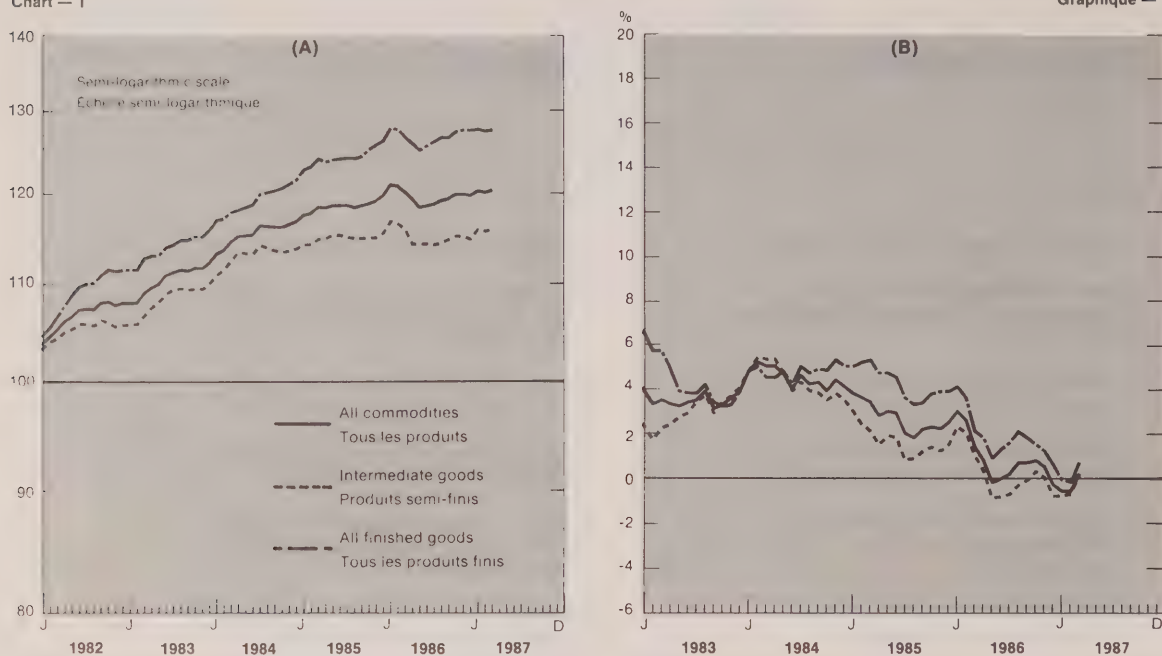 Chart — 1
Graphique —
(A)
140
130
120
110
100
90
80
Semi-logarithmic scale
Échelle semi-logarithmique
All commodities
Tous les produits
Intermediate goods
Produits semi-finis
All finished goods
Tous les produits finis
J J J J J J D
1982 1983 1984 1985 1986 1987
%
(B)
20
18
16
14
12
10
8
6
4
2
0
-2
-4
-6
J J J J J D
1983 1984 1985 1986 1987